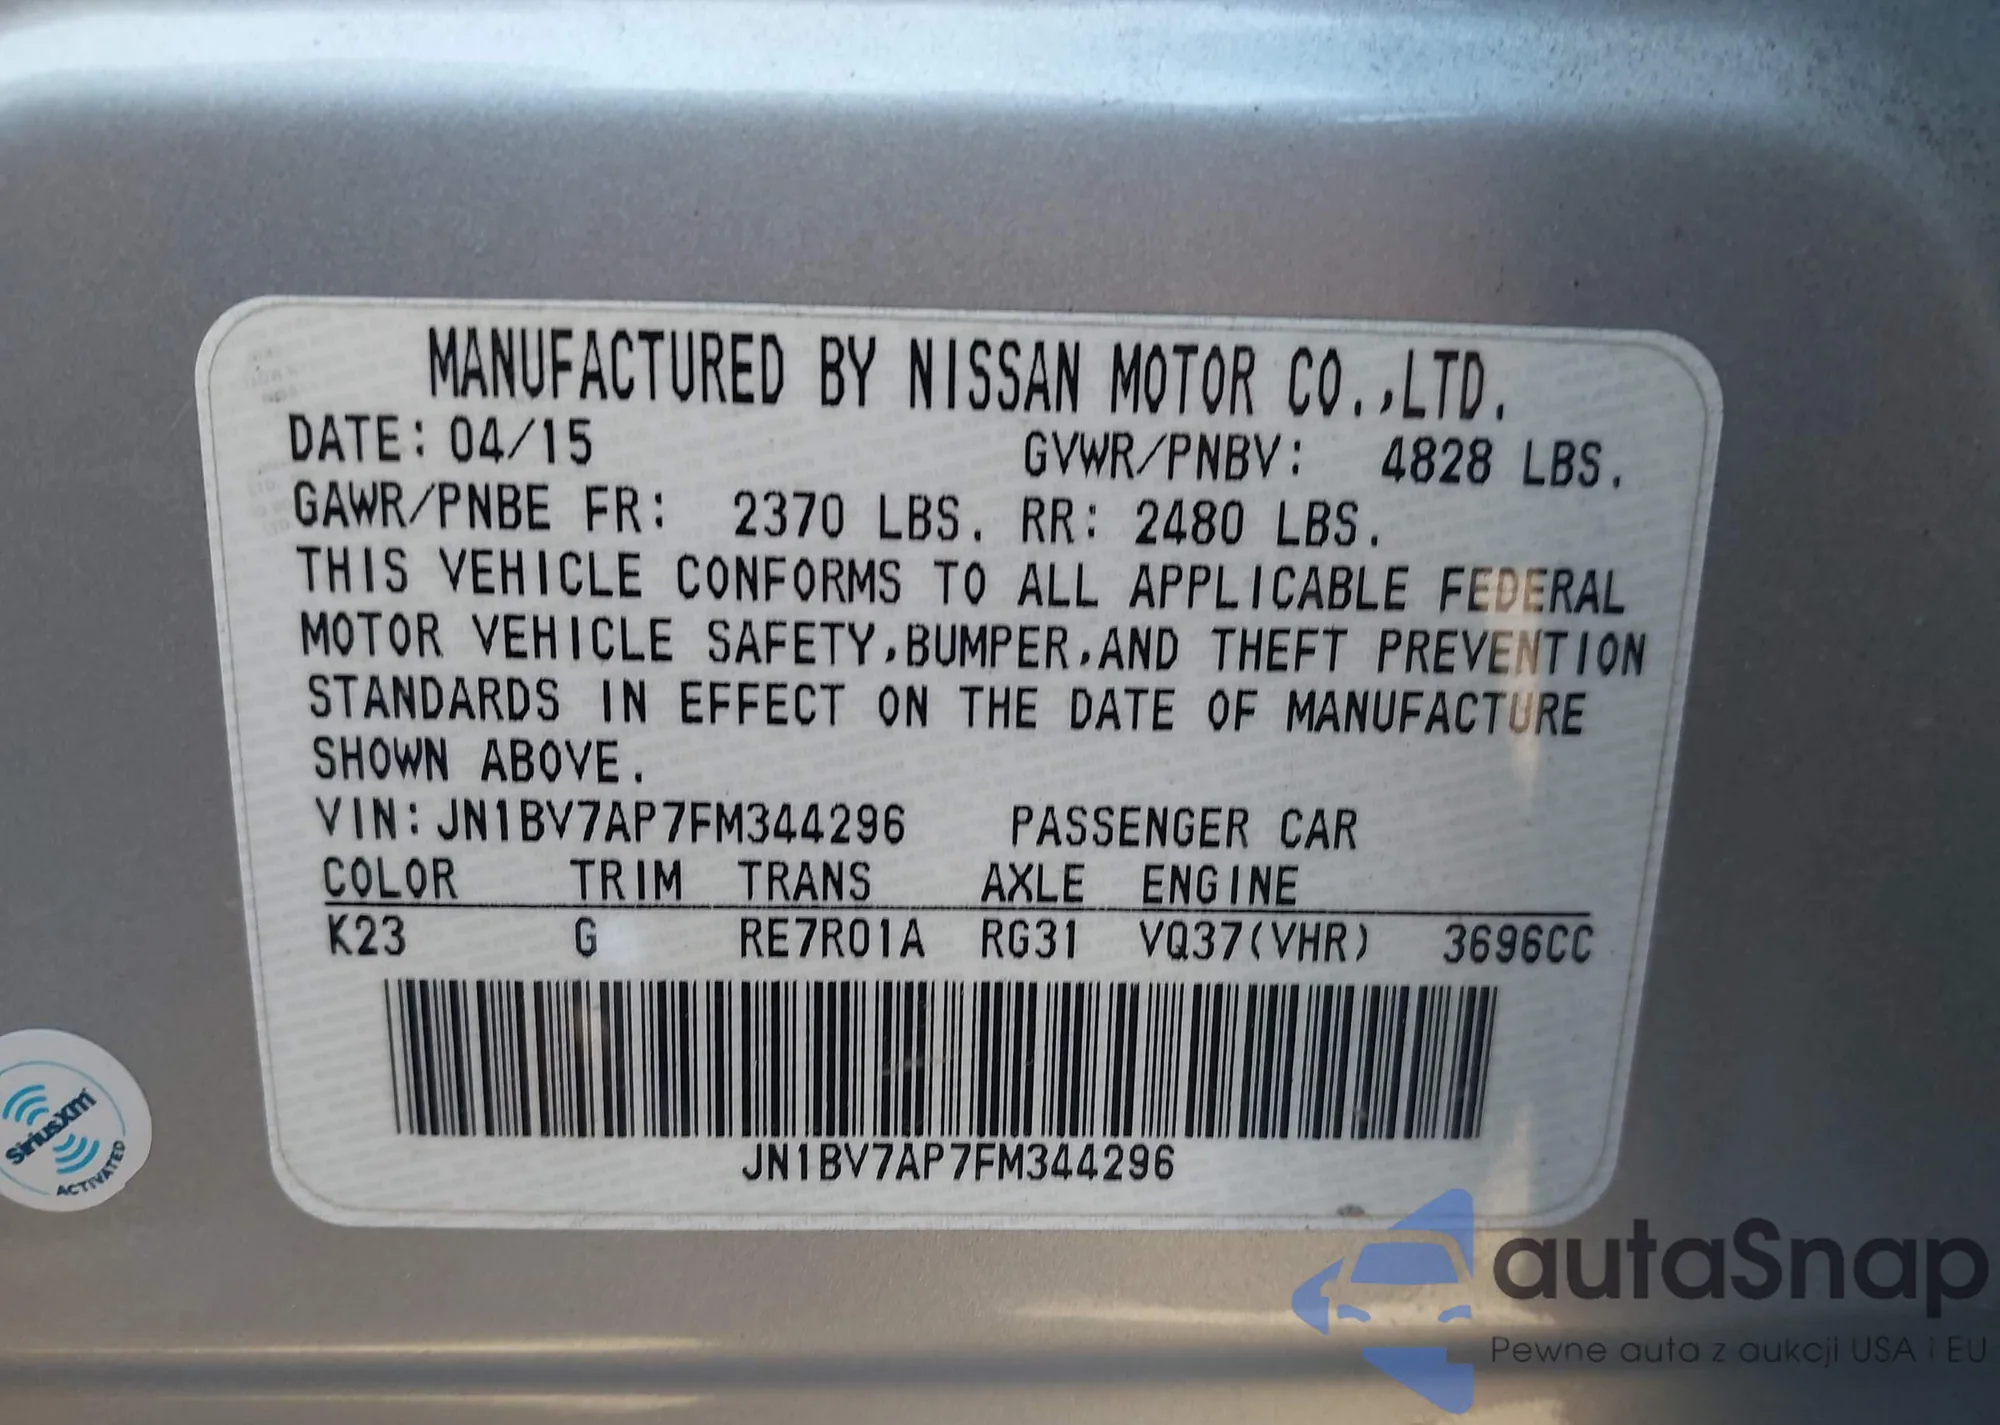 MANUFACTURED BY NISSAN MOTOR CO.,LTD.
DATE: 04/15 GVWR/PNBV: 4828 LBS.
GAWR/PNBE FR: 2370 LBS. RR: 2480 LBS.
THIS VEHICLE CONFORMS TO ALL APPLICABLE FEDERAL
MOTOR VEHICLE SAFETY,BUMPER,AND THEFT PREVENTION
STANDARDS IN EFFECT ON THE DATE OF MANUFACTURE
SHOWN ABOVE.
VIN:JN1BV7AP7FM344296 PASSENGER CAR
COLOR TRIM TRANS AXLE ENGINE
K23 G RE7R01A RG31 VQ37(VHR) 3696CC
JN1BV7AP7FM344296
SiriusXm
ACTIVATED
autaSnap
Pewne auta z aukcji USA i EU